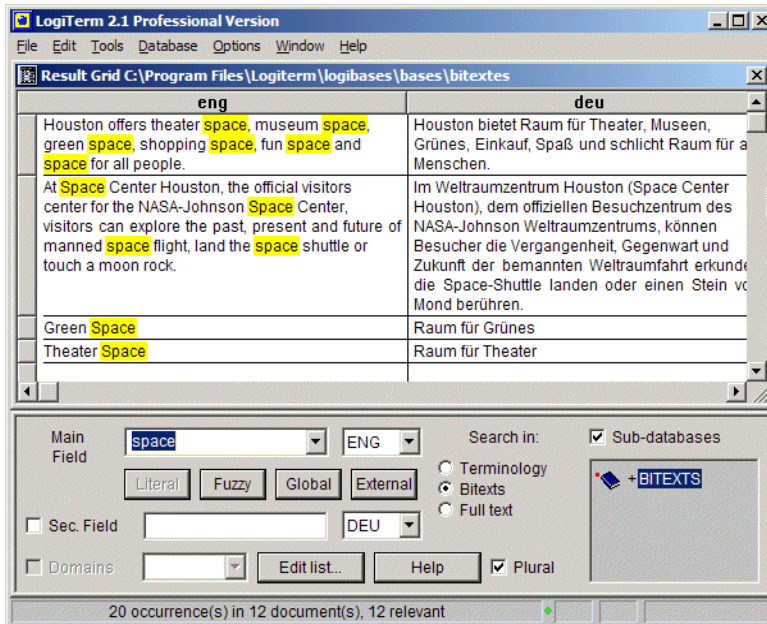 LogiTerm 2.1 Professional Version
File Edit Tools Database Options Window Help
Result Grid C:\Program Files\Logiterm\logibases\bases\bitextes
eng deu
Houston offers theater space, museum space,
green space, shopping space, fun space and
space for all people.
Houston bietet Raum für Theater, Museen,
Grünes, Einkauf, Spaß und schlicht Raum für a
Menschen.
At Space Center Houston, the official visitors
center for the NASA-Johnson Space Center,
visitors can explore the past, present and future of
manned space flight, land the space shuttle or
touch a moon rock.
Im Weltraumzentrum Houston (Space Center
Houston), dem offiziellen Besuchzentrum des
NASA-Johnson Weltraumzentrums, können
Besucher die Vergangenheit, Gegenwart und
Zukunft der bemannten Weltraumfahrt erkunde
die Space-Shuttle landen oder einen Stein vo
Mond berühren.
Green Space
Raum für Grünes
Theater Space
Raum für Theater
Main
Field
space
ENG
Search in:
Sub-databases
Literal Fuzzy Global External
Terminology
Bitexts
Full text
+BITEXTS
Sec. Field
DEU
Domains
Edit list...
Help
Plural
20 occurrence(s) in 12 document(s), 12 relevant